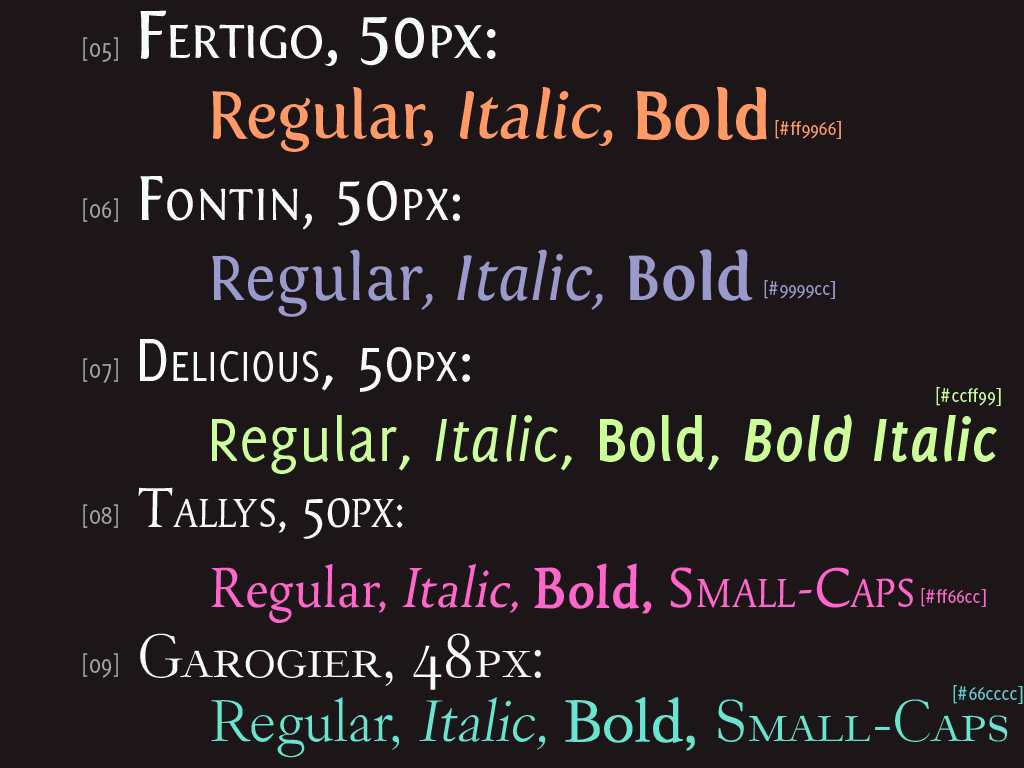 [05] Fertigo, 50px:
Regular, Italic, Bold [#ff9966]
[06] Fontin, 50px:
Regular, Italic, Bold [#9999cc]
[07] Delicious, 50px:
[#ccff99]
Regular, Italic, Bold, Bold Italic
[08] Tallys, 50px:
Regular, Italic, Bold, Small-Caps [#ff66cc]
[09] Garogier, 48px:
[#66cccc]
Regular, Italic, Bold, Small-Caps